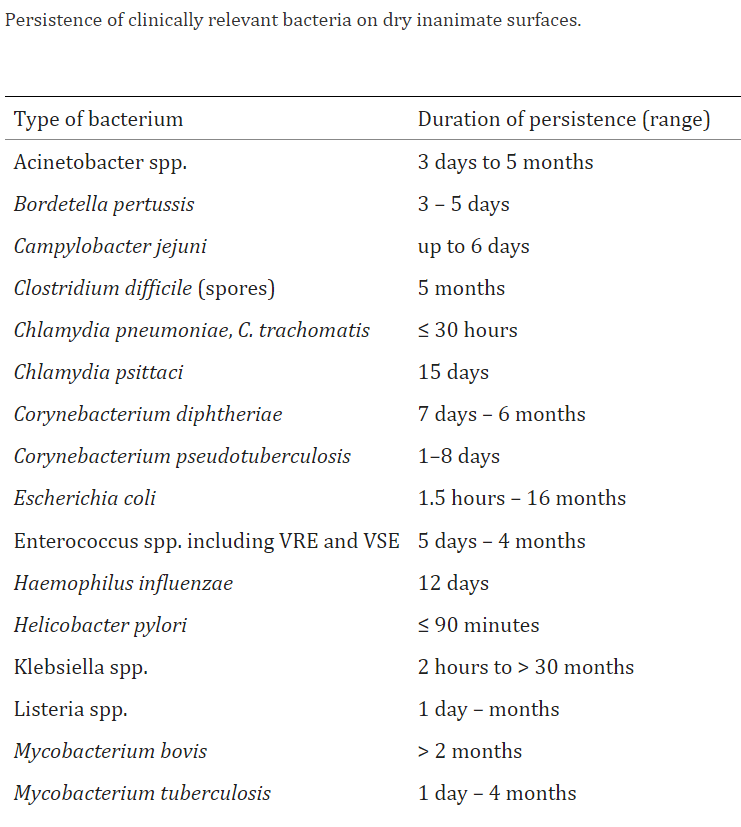 Persistence of clinically relevant bacteria on dry inanimate surfaces.
Type of bacterium Duration of persistence (range)
Acinetobacter spp. 3 days to 5 months
Bordetella pertussis 3 – 5 days
Campylobacter jejuni up to 6 days
Clostridium difficile (spores) 5 months
Chlamydia pneumoniae, C. trachomatis ≤ 30 hours
Chlamydia psittaci 15 days
Corynebacterium diphtheriae 7 days – 6 months
Corynebacterium pseudotuberculosis 1–8 days
Escherichia coli 1.5 hours – 16 months
Enterococcus spp. including VRE and VSE 5 days – 4 months
Haemophilus influenzae 12 days
Helicobacter pylori ≤ 90 minutes
Klebsiella spp. 2 hours to > 30 months
Listeria spp. 1 day – months
Mycobacterium bovis > 2 months
Mycobacterium tuberculosis 1 day – 4 months